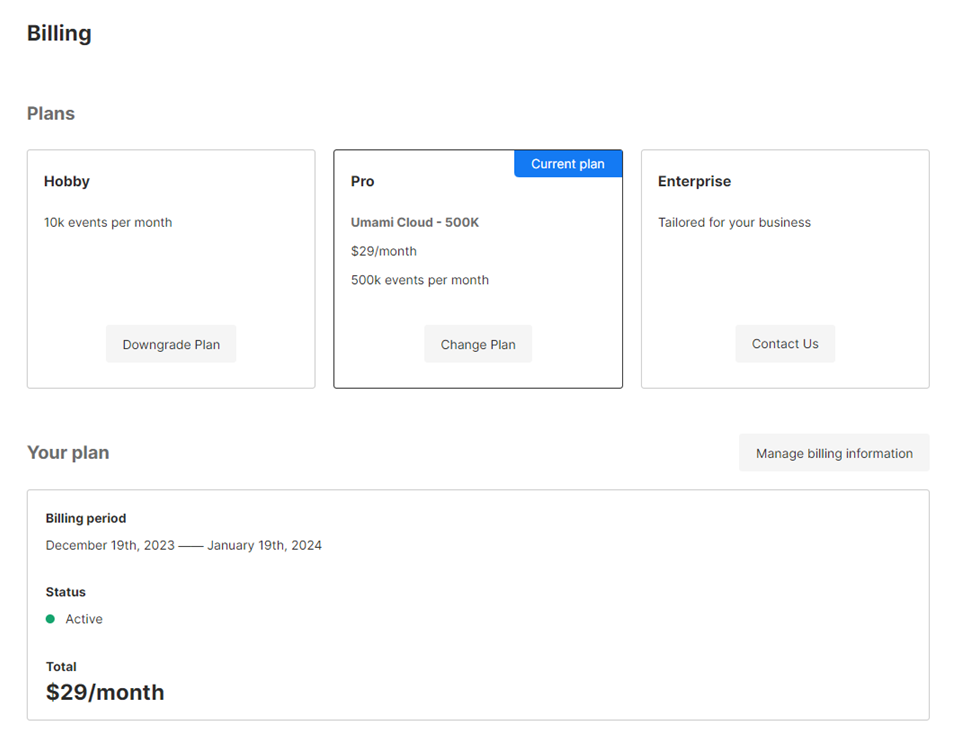 Billing
Plans
Hobby
10k events per month
Downgrade Plan
Current plan
Pro
Umami Cloud - 500K
$29/month
500k events per month
Change Plan
Enterprise
Tailored for your business
Contact Us
Your plan
Manage billing information
Billing period
December 19th, 2023 —— January 19th, 2024
Status
Active
Total
$29/month